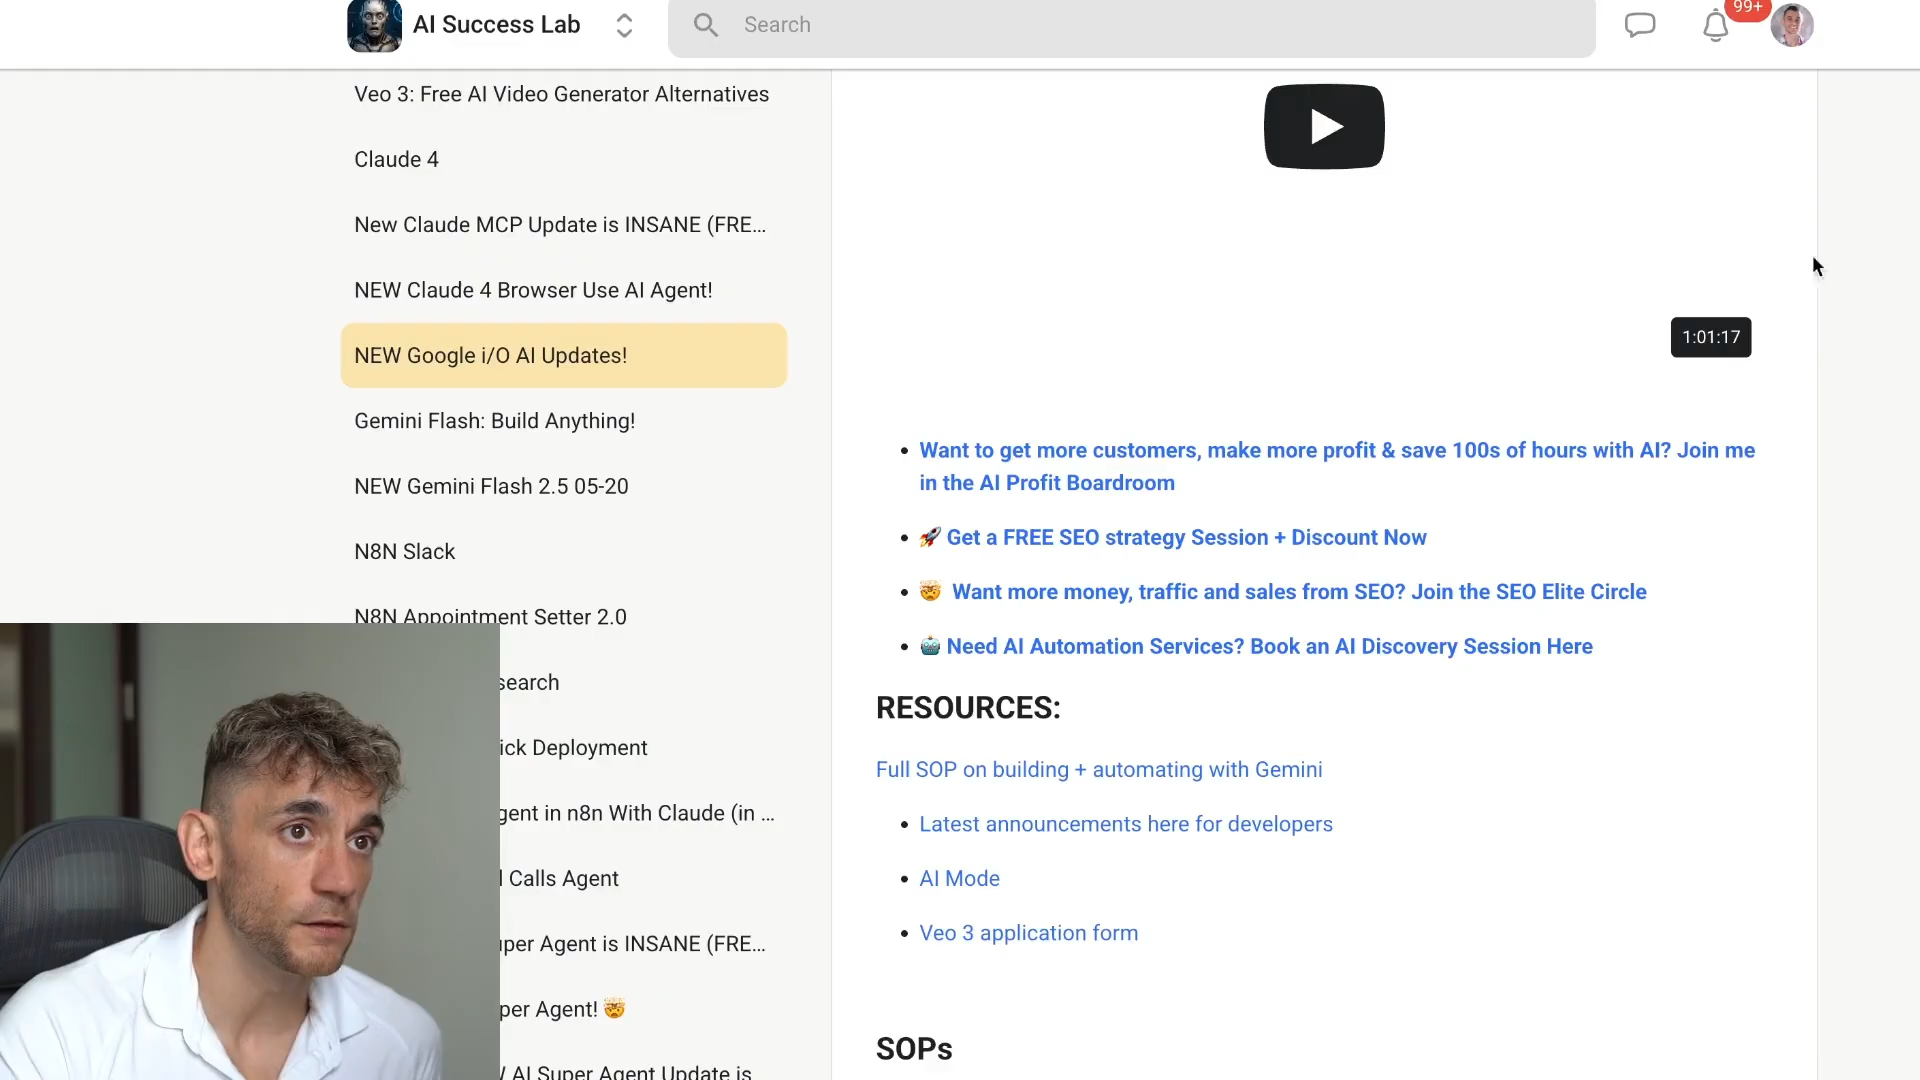 AI Success Lab
Search
99+
Veo 3: Free AI Video Generator Alternatives
Claude 4
New Claude MCP Update is INSANE (FRE...
NEW Claude 4 Browser Use AI Agent!
NEW Google i/O AI Updates!
Gemini Flash: Build Anything!
NEW Gemini Flash 2.5 05-20
N8N Slack
N8N Appointment Setter 2.0
search
ick Deployment
gent in n8n With Claude (in ...
l Calls Agent
uper Agent is INSANE (FRE...
per Agent! 🤯
AI Super Agent Update is
1:01:17
• Want to get more customers, make more profit & save 100s of hours with AI? Join me
in the AI Profit Boardroom
• 🚀 Get a FREE SEO strategy Session + Discount Now
• 🤯 Want more money, traffic and sales from SEO? Join the SEO Elite Circle
• 🤖 Need AI Automation Services? Book an AI Discovery Session Here
RESOURCES:
Full SOP on building + automating with Gemini
• Latest announcements here for developers
• AI Mode
• Veo 3 application form
SOPs